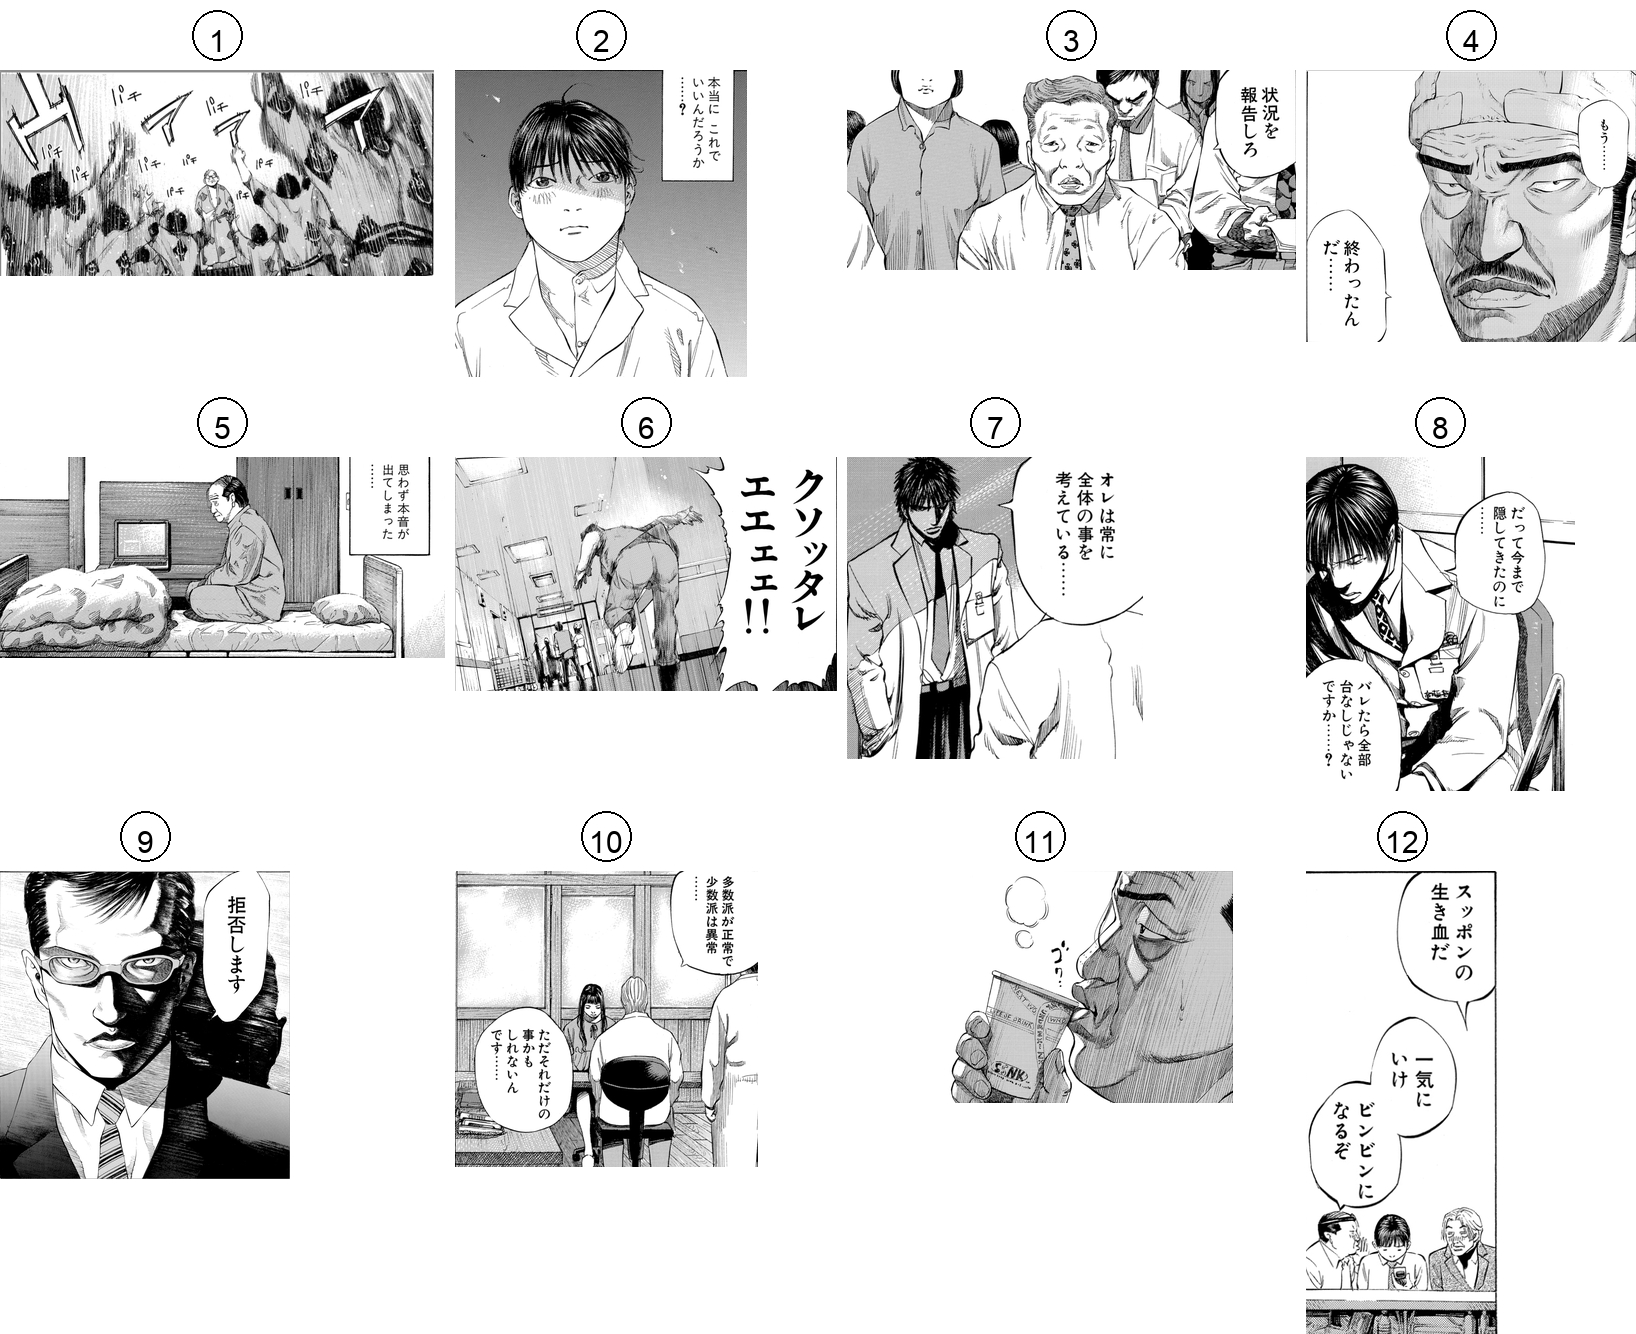 1
パチ
パチ
パチ
パチ
パチ
パチ
パチ
パチ
2
本当に これで
いいんだろうか
……?
3
状況を
報告しろ
4
もう……
終わったん
だ……
5
思わず本音が
出てしまった
……
6
クソッタレ
エエェェ!!
7
オレは常に
全体の事を
考えている……
8
だって今まで
隠してきたのに
……
バレたら全部
台なしじゃない
ですか……?
9
拒否します
10
多数派が正常で
少数派は異常
……
ただそれだけの
事かも
しれないん
です……
11
ゴク…
12
スッポンの
生き血だ
一気に
いけ
ビンビンに
なるぞ